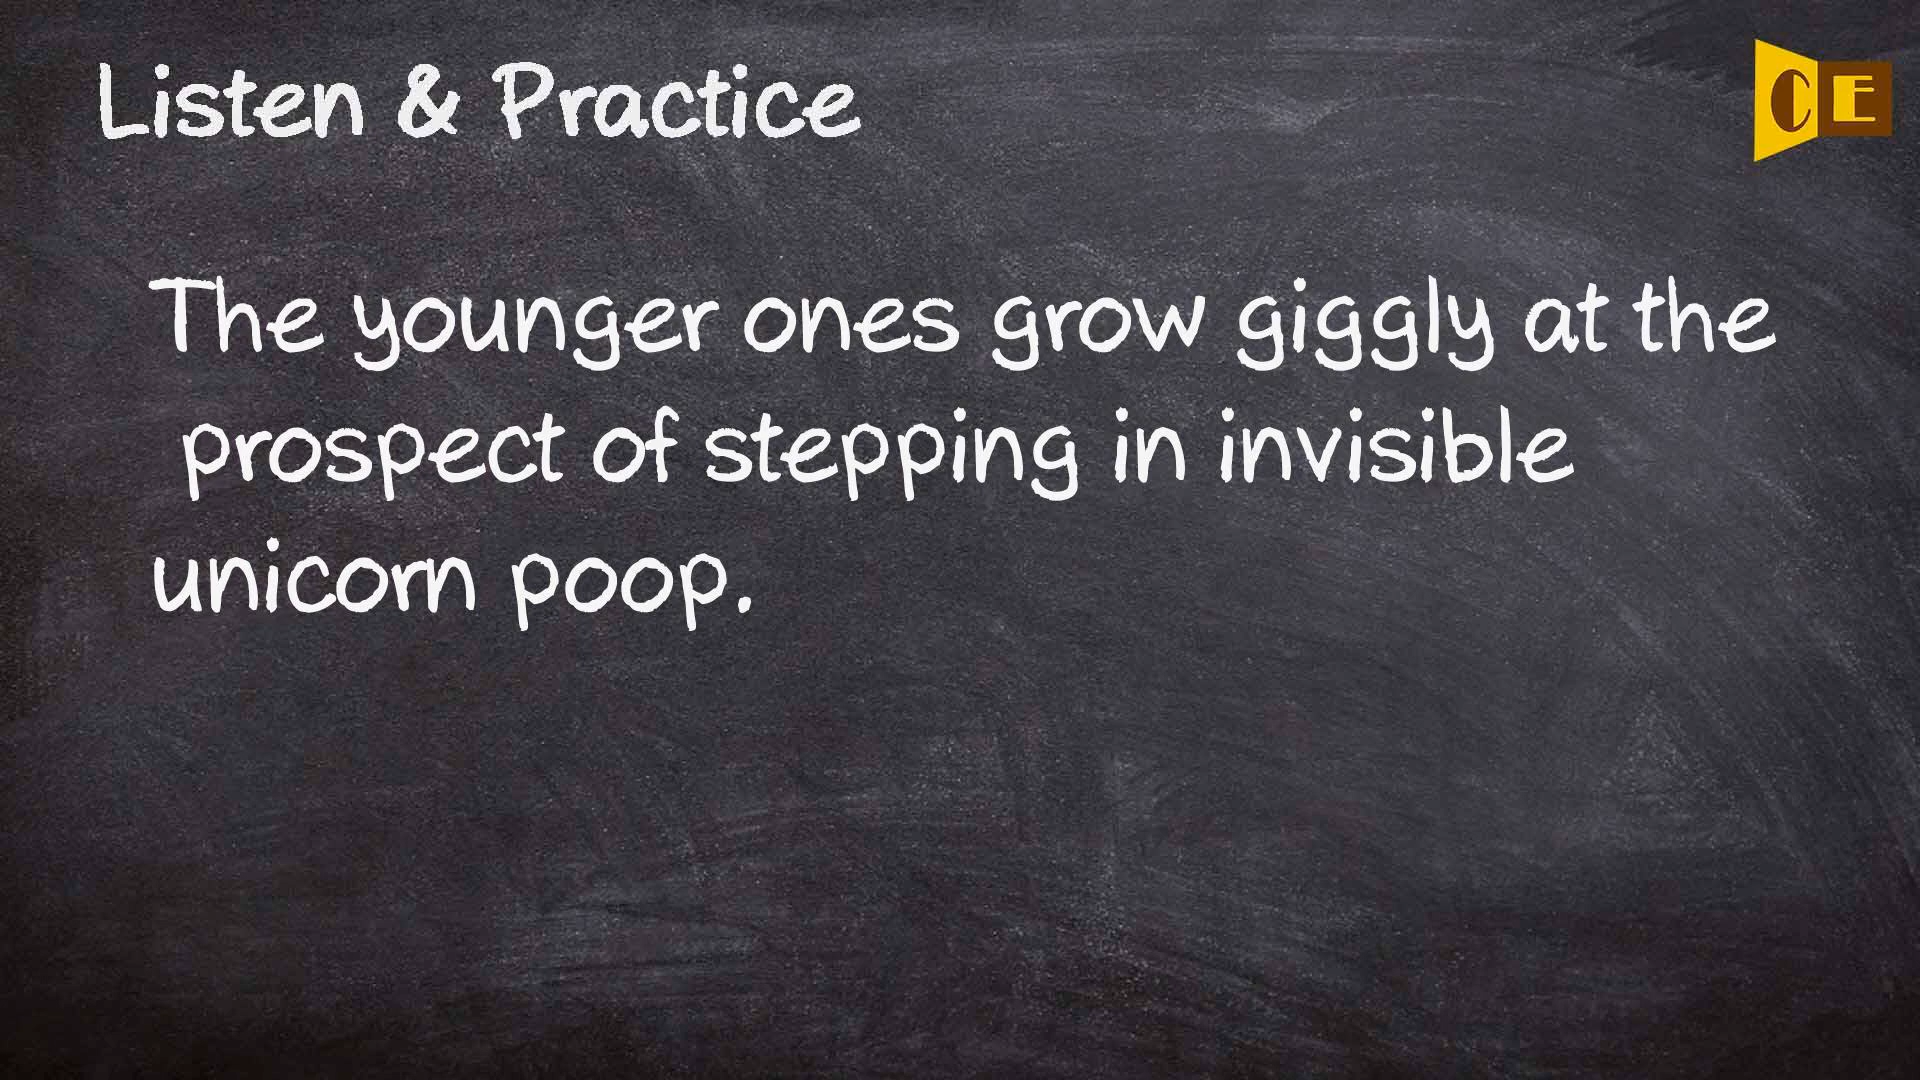 Listen & Practice
CE
The younger ones grow giggly at the
prospect of stepping in invisible
unicorn poop.